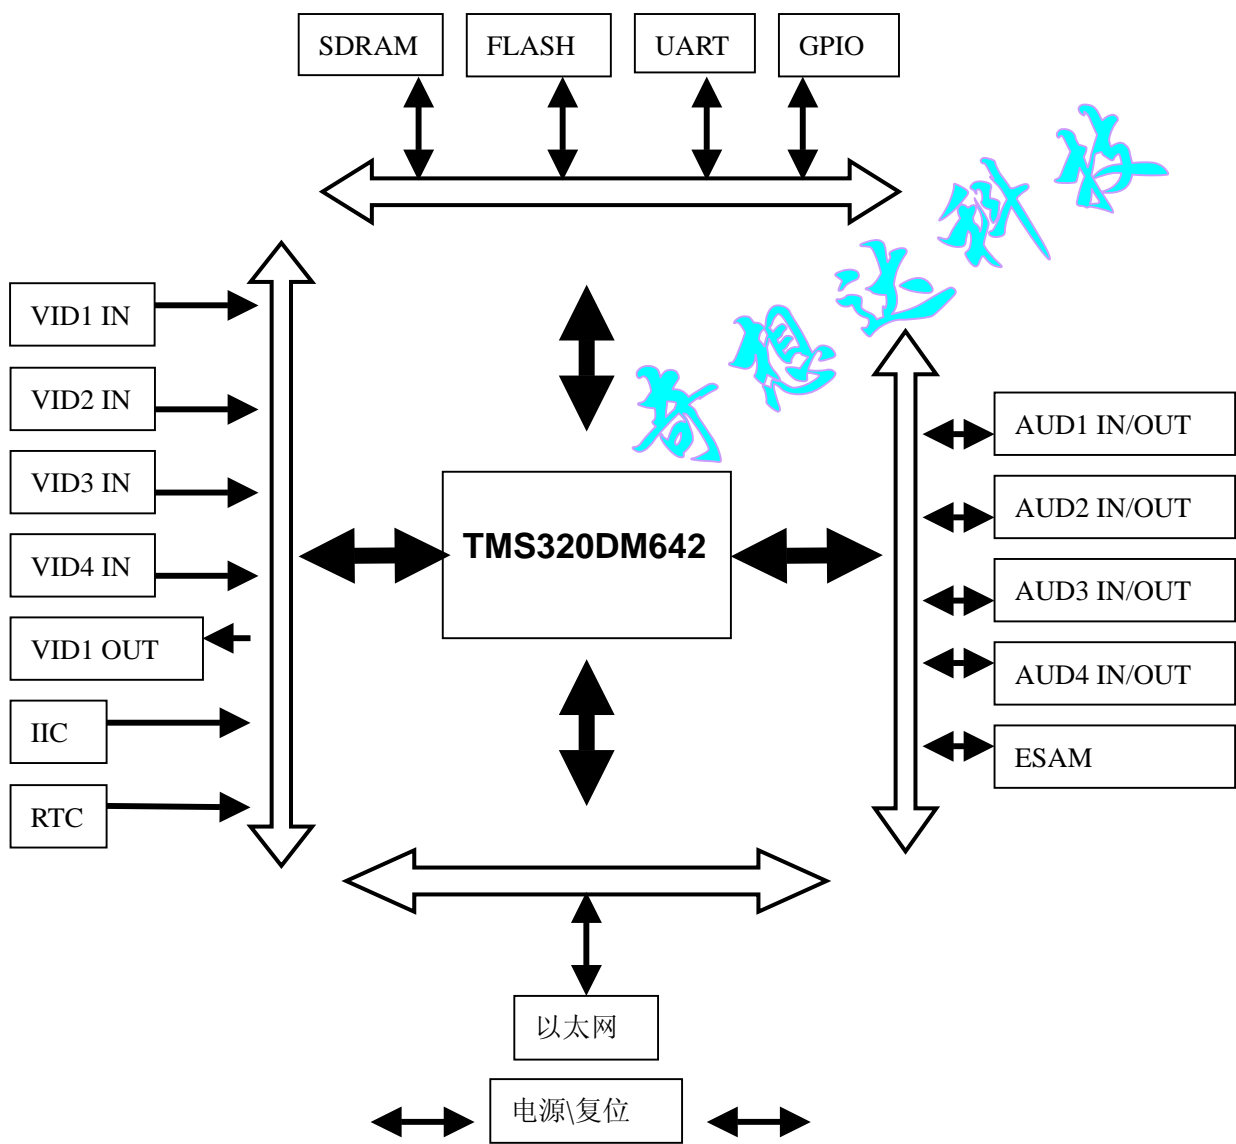 SDRAM
FLASH
UART
GPIO
奇想达科技
VID1 IN
VID2 IN
VID3 IN
VID4 IN
VID1 OUT
IIC
RTC
TMS320DM642
AUD1 IN/OUT
AUD2 IN/OUT
AUD3 IN/OUT
AUD4 IN/OUT
ESAM
以太网
电源\复位